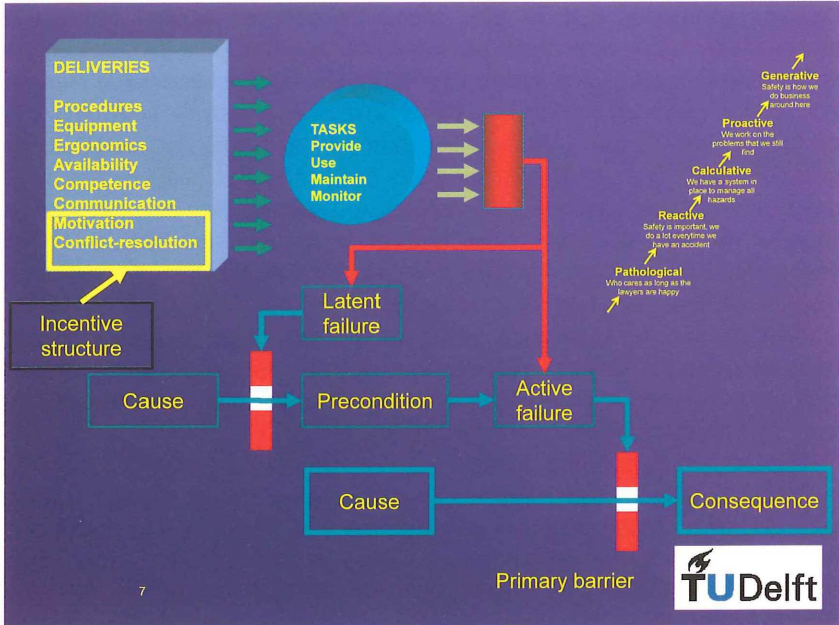 DELIVERIES
Procedures
Equipment
Ergonomics
Availability
Competence
Communication
Motivation
Conflict-resolution
TASKS
Provide
Use
Maintain
Monitor
Generative
Safety is how we
do business
around here
Proactive
We work on the
problems that we still
find
Calculative
We have a system in
place to manage all
hazards
Reactive
Safety is important, we
do a lot everytime we
have an accident
Pathological
Who cares as long as the
lawyers are happy
Incentive
structure
Latent
failure
Cause
Precondition
Active
failure
Cause
Consequence
Primary barrier
7
TUDelft